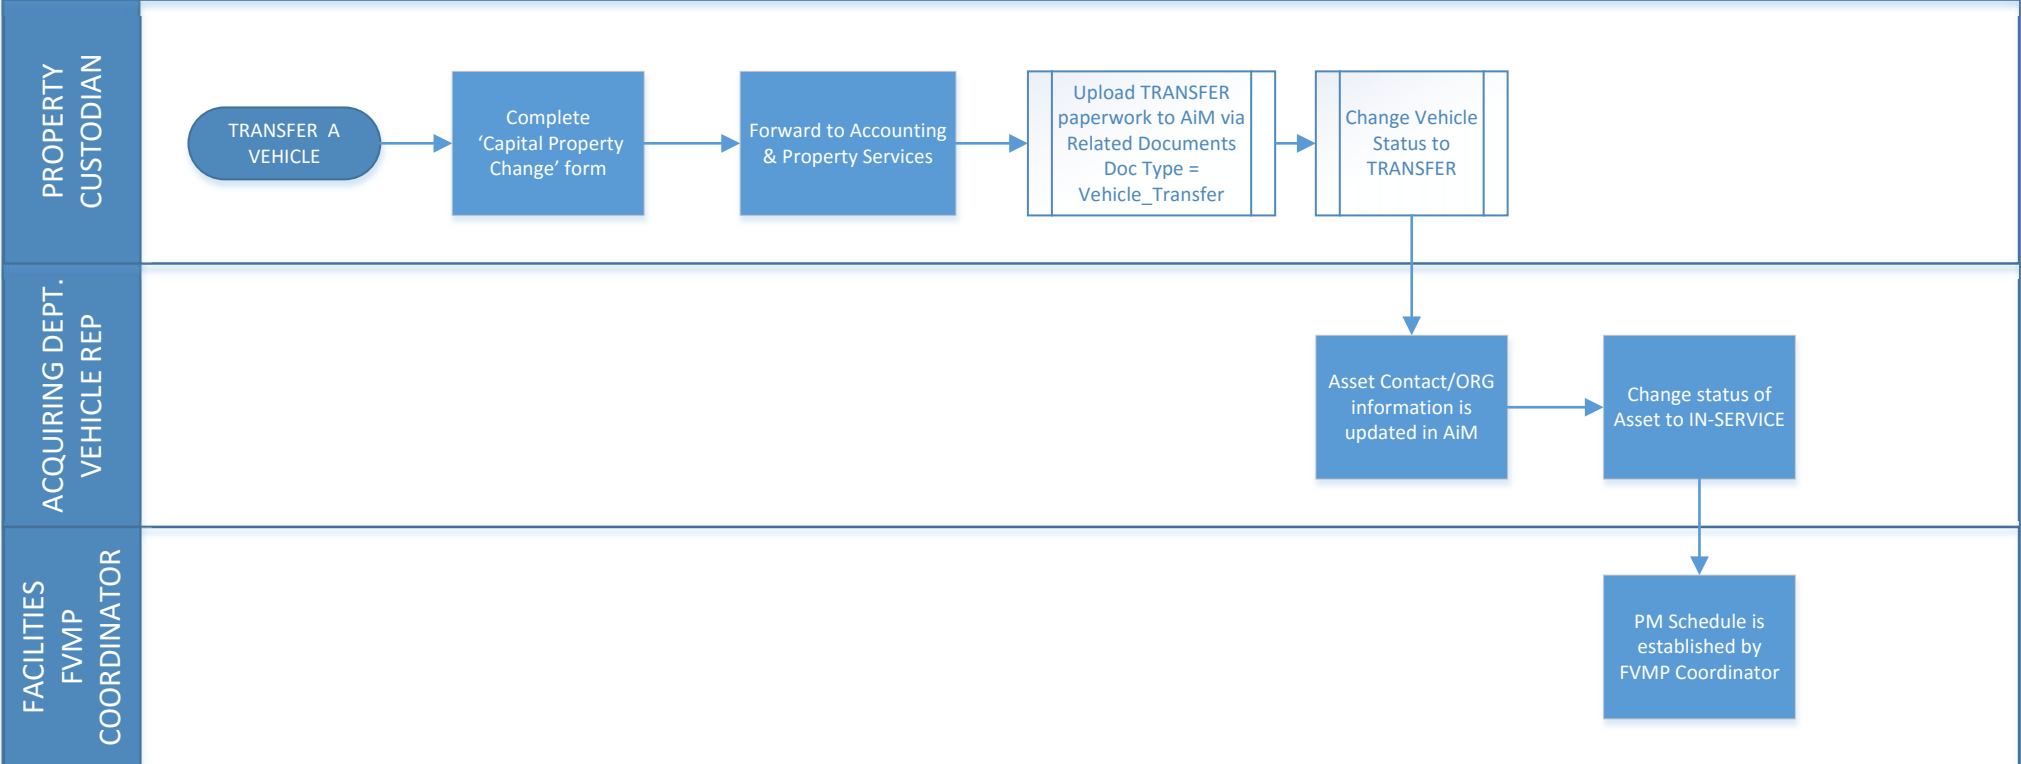 PROPERTY
CUSTODIAN
TRANSFER A
VEHICLE
Complete
‘Capital Property
Change’ form
Forward to Accounting
& Property Services
Upload TRANSFER
paperwork to AiM via
Related Documents
Doc Type =
Vehicle_Transfer
Change Vehicle
Status to
TRANSFER
ACQUIRING DEPT.
VEHICLE REP
Asset Contact/ORG
information is
updated in AiM
Change status of
Asset to IN-SERVICE
FACILITIES
FVMP
COORDINATOR
PM Schedule is
established by
FVMP Coordinator